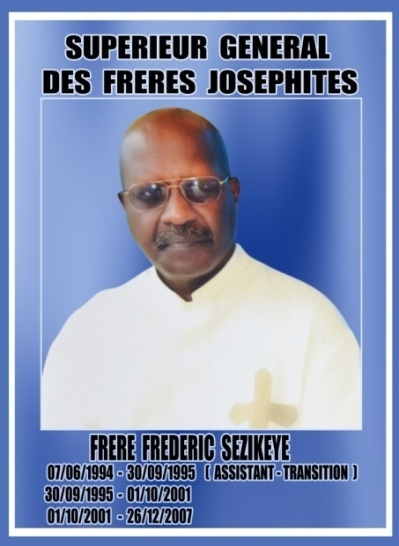 SUPERIEUR GENERAL
DES FRERES JOSEPHITES
FRERE FREDERIC SEZIKEYE
07/06/1994 - 30/09/1995 ( ASSISTANT - TRANSITION )
30/09/1995 - 01/10/2001
01/10/2001 - 26/12/2007